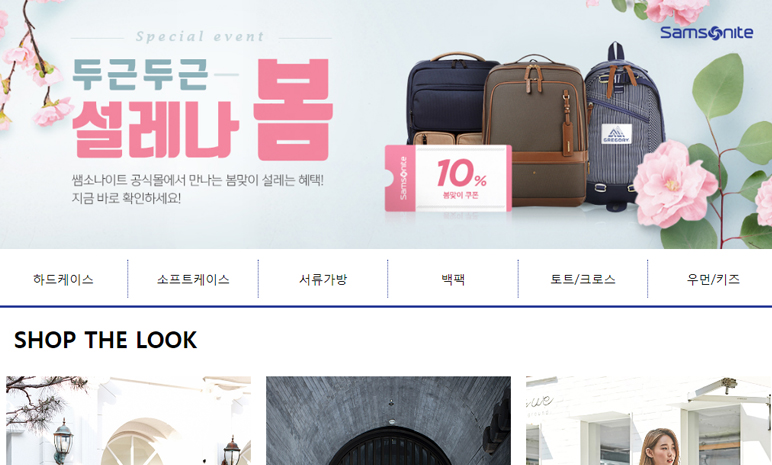 Special event
Samsonite
두근두근
설레나 봄
쌤소나이트 공식몰에서 만나는 봄맞이 설레는 혜택!
지금 바로 확인하세요!
Samsonite
10%
봄맞이 쿠폰
GREGORY
하드케이스
소프트케이스
서류가방
백팩
토트/크로스
우먼/키즈
SHOP THE LOOK